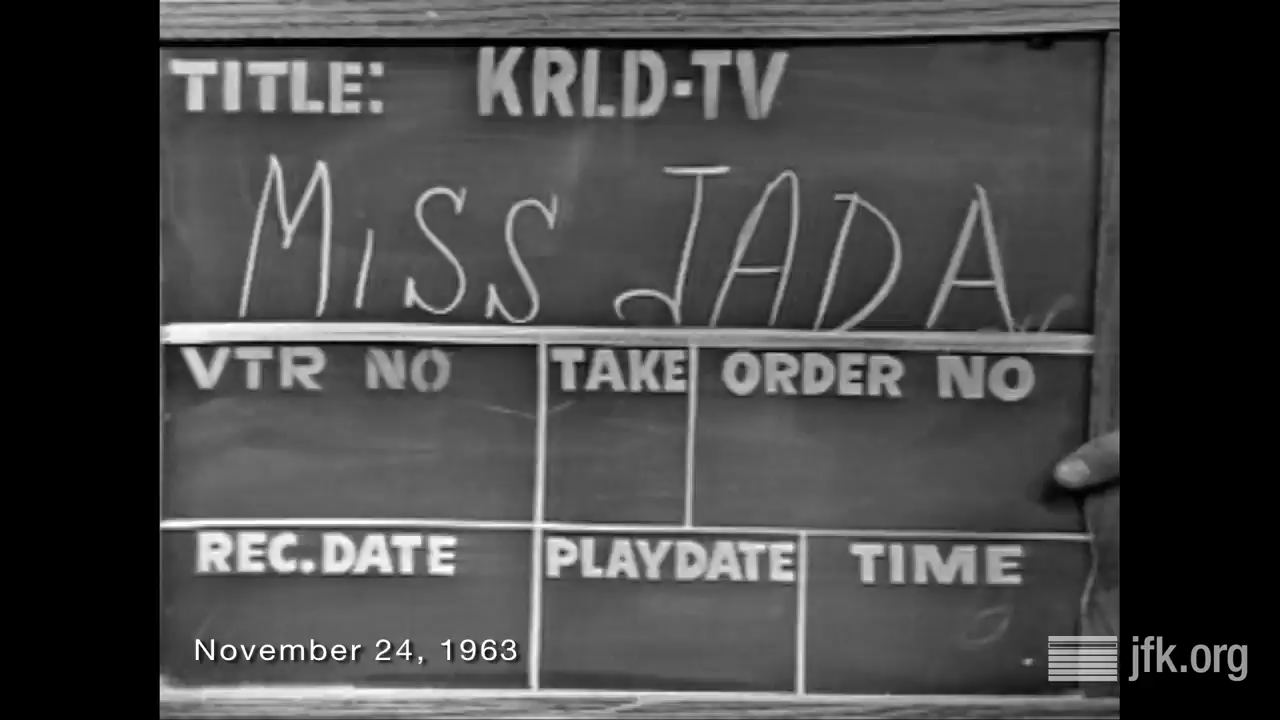 TITLE: KRLD-TV
MiSS JADA
VTR NO TAKE ORDER NO
REC.DATE PLAYDATE TIME
November 24, 1963
jfk.org